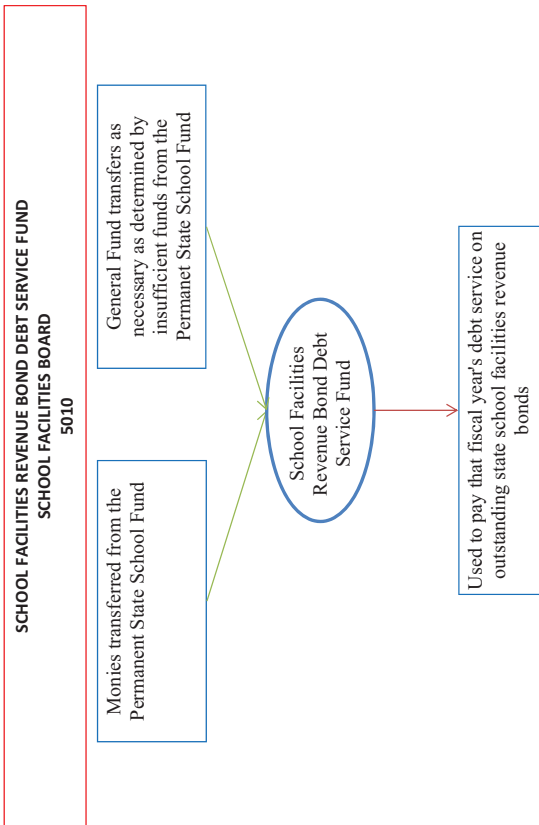 SCHOOL FACILITIES REVENUE BOND DEBT SERVICE FUND
SCHOOL FACILITIES BOARD
5010
Monies transferred from the
Permanent State School Fund
General Fund transfers as
necessary as determined by
insufficient funds from the
Permanet State School Fund
School Facilities
Revenue Bond Debt
Service Fund
Used to pay that fiscal year's debt service on
outstanding state school facilities revenue
bonds